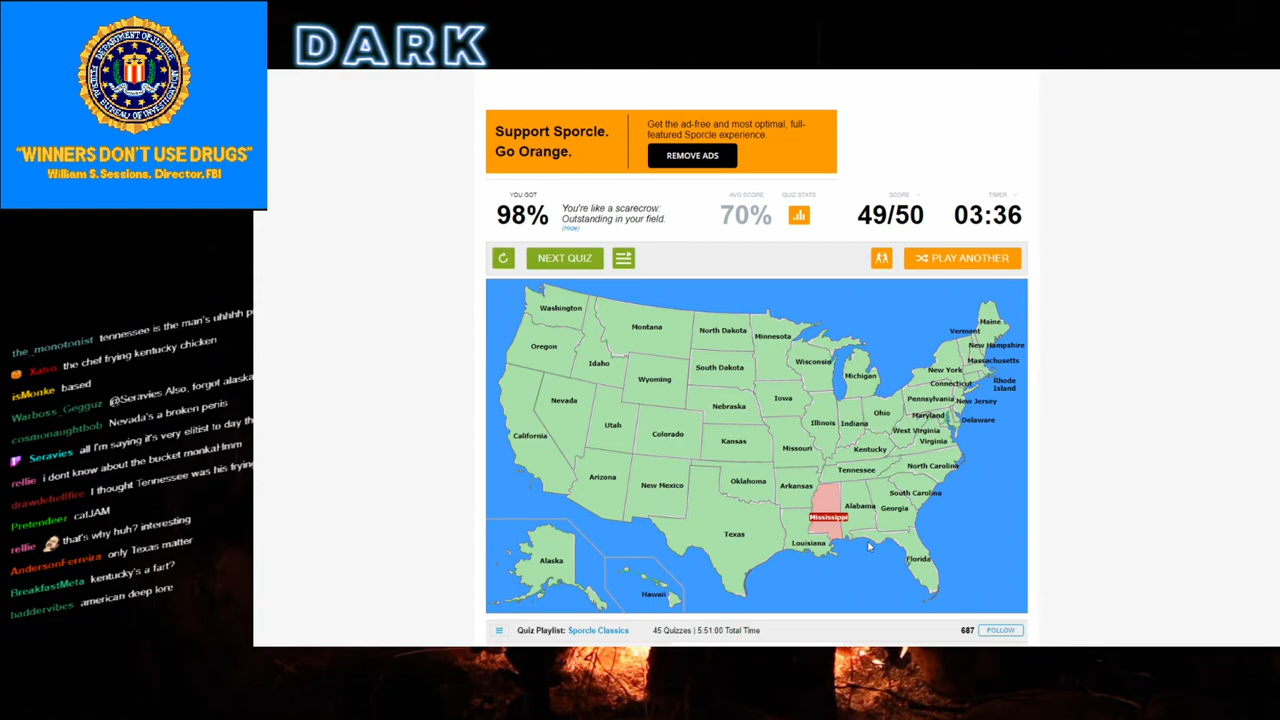 DEPARTMENT OF JUSTICE
FEDERAL BUREAU OF INVESTIGATION
"WINNERS DON'T USE DRUGS"
William S. Sessions, Director, FBI
DARK
Support Sporcle.
Go Orange.
Get the ad-free and most optimal, full-
featured Sporcle experience.
REMOVE ADS
YOU GOT
98%
You're like a scarecrow:
Outstanding in your field.
(Hide)
AVG SCORE
70%
QUIZ STATS
SCORE
49/50
TIMER
03:36
NEXT QUIZ
PLAY ANOTHER
Washington
Montana
North Dakota
Minnesota
Maine
Vermont
New Hampshire
Oregon
Idaho
South Dakota
Wisconsin
Massachusetts
Wyoming
Michigan
New York
Connecticut
Rhode
Island
Nevada
Nebraska
Iowa
Pennsylvania
New Jersey
Utah
Colorado
Illinois
Indiana
Ohio
Maryland
Delaware
California
Kansas
Missouri
West Virginia
Virginia
Kentucky
Arizona
New Mexico
Oklahoma
Arkansas
Tennessee
North Carolina
South Carolina
Mississippi
Alabama
Georgia
Texas
Louisiana
Florida
Alaska
Hawaii
Quiz Playlist: Sporcle Classics
45 Quizzes | 5:51:00 Total Time
687
FOLLOW
the_monotonist tennessee is the man's uhhhh
Xatro the chef frying kentucky chicken
isMonke based
Warboss_Gegguz @Seravies Also, forgot alaska
cosmonaughtbob Nevada's a broken penis
Seravies all I'm saying it's very elitist to day
rellie i dont know about the bucket monkaHmm
drawdehellfire I thought Tennessee was his frying
Pretendeer catJAM
rellie that's why huh? interesting
AndersonFerreira only Texas matter
BreakfastMeta kentucky's a fart?
baddervibes american deep lore